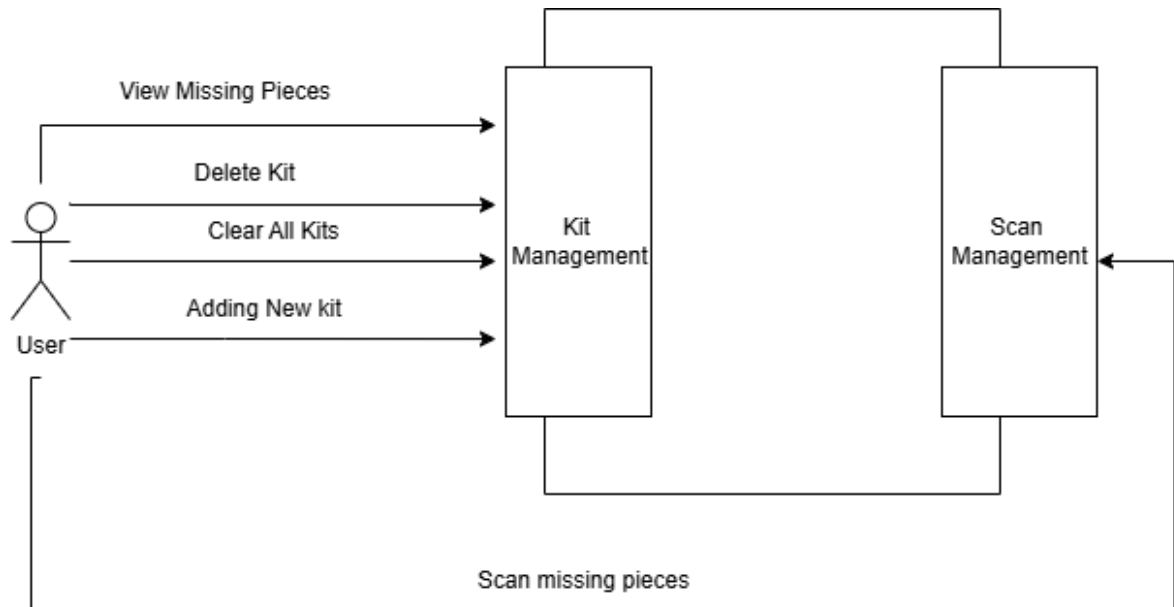 View Missing Pieces
Delete Kit
Clear All Kits
Adding New kit
User
Kit
Management
Scan
Management
Scan missing pieces